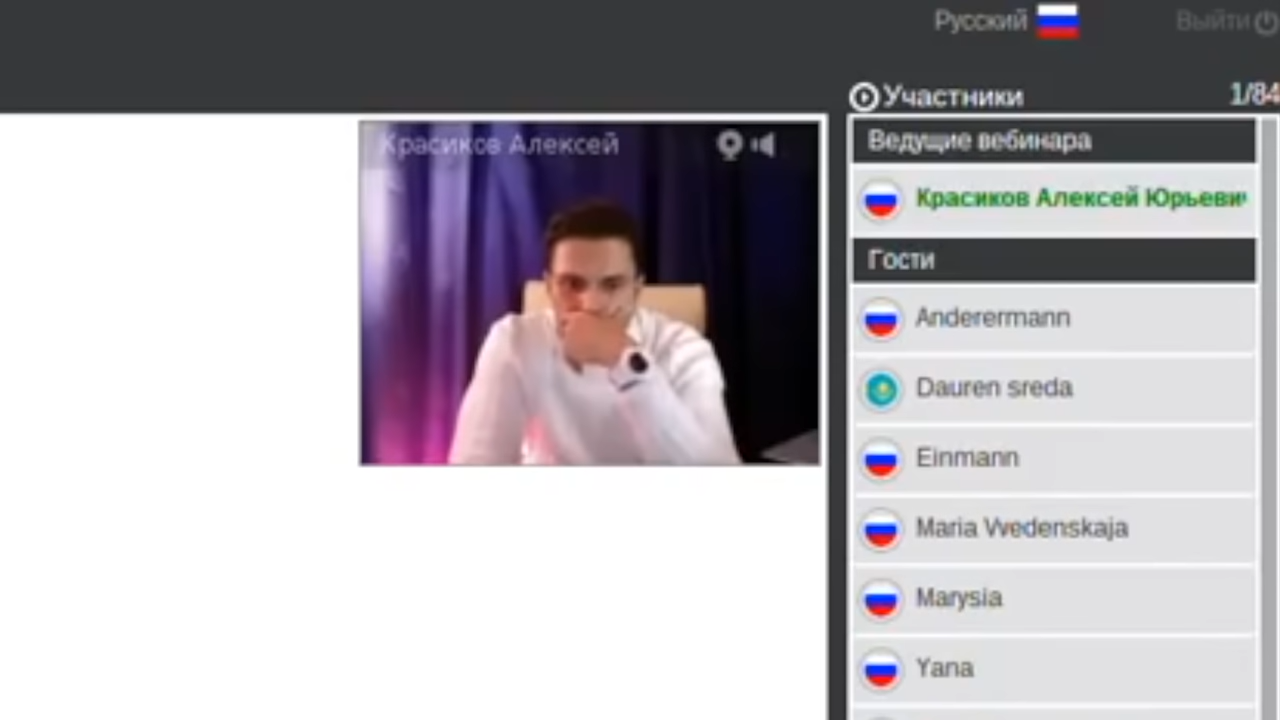 Русский
Выйти
Участники
1/84
Красиков Алексей
Ведущие вебинара
Красиков Алексей Юрьеви
Гости
Anderermann
Dauren sreda
Einmann
Maria Vvedenskaja
Marysia
Yana